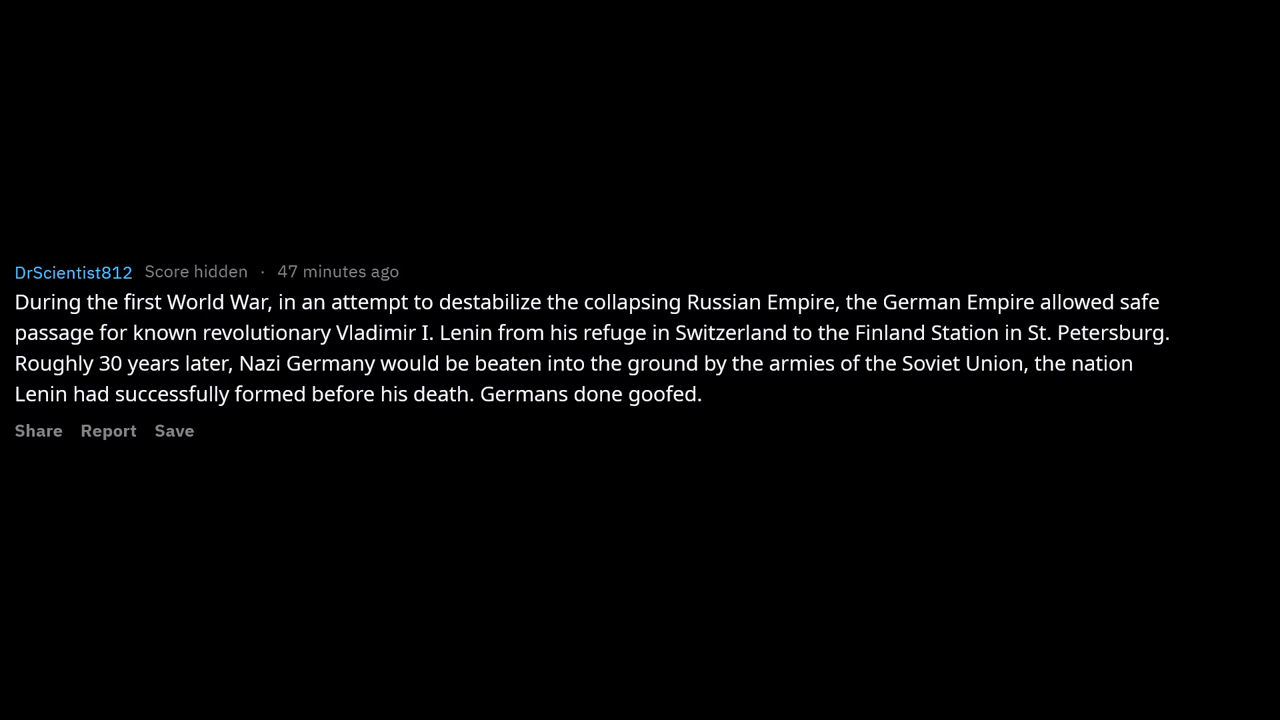 DrScientist812 Score hidden · 47 minutes ago
During the first World War, in an attempt to destabilize the collapsing Russian Empire, the German Empire allowed safe
passage for known revolutionary Vladimir I. Lenin from his refuge in Switzerland to the Finland Station in St. Petersburg.
Roughly 30 years later, Nazi Germany would be beaten into the ground by the armies of the Soviet Union, the nation
Lenin had successfully formed before his death. Germans done goofed.
Share Report Save